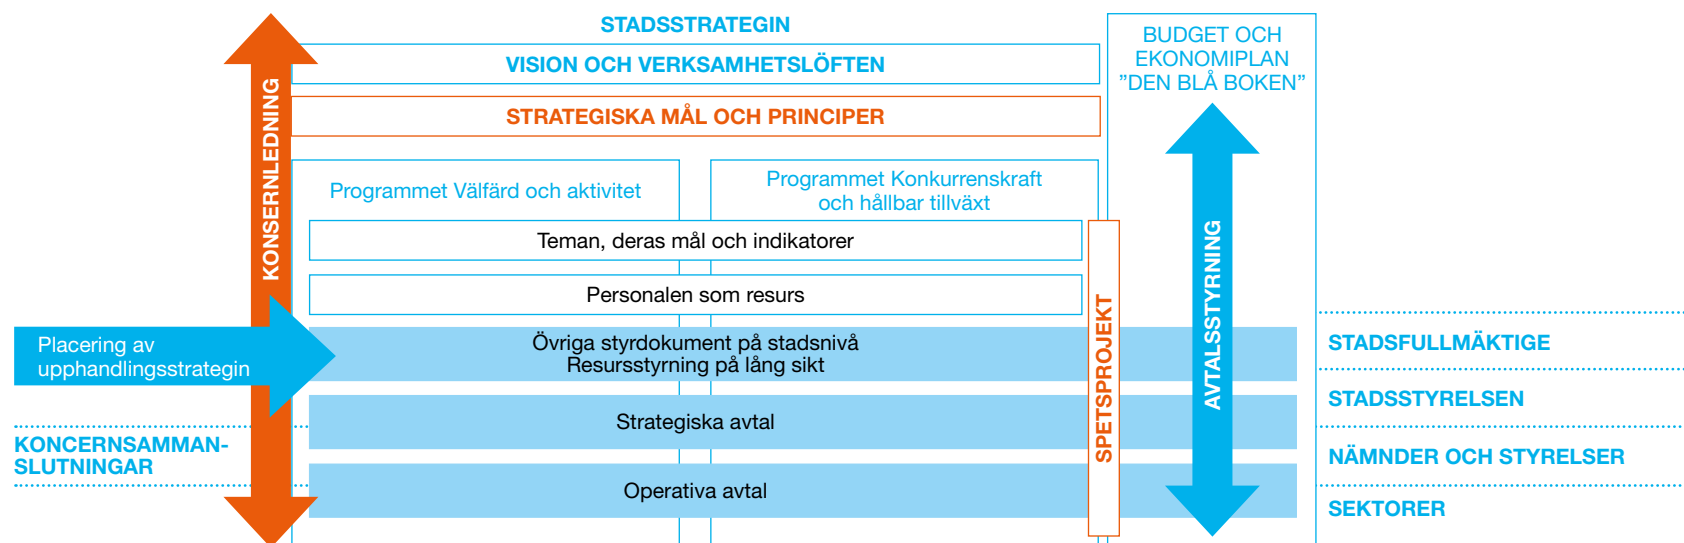 STADSSTRATEGIN
VISION OCH VERKSAMHETSLÖFTEN
STRATEGISKA MÅL OCH PRINCIPER
KONSERNLEDNING
BUDGET OCH
EKONOMIPLAN
”DEN BLÅ BOKEN”
Programmet Välfärd och aktivitet
Programmet Konkurrenskraft
och hållbar tillväxt
Teman, deras mål och indikatorer
Personalen som resurs
Placering av
upphandlingsstrategin
Övriga styrdokument på stadsnivå
Resursstyrning på lång sikt
Strategiska avtal
Operativa avtal
SPETSPROJEKT
AVTALSSTYRNING
KONCERNSAMMAN-
SLUTNINGAR
STADSFULLMÄKTIGE
STADSSTYRELSEN
NÄMNDER OCH STYRELSER
SEKTORER